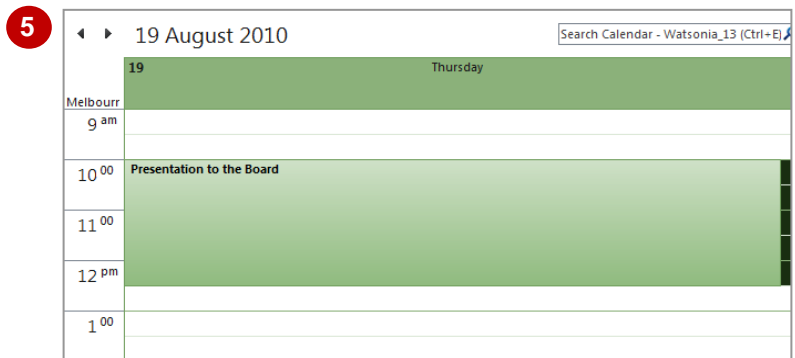 5
19 August 2010
Search Calendar - Watsonia_13 (Ctrl+E)
19 Thursday
Melbourr
9 am
10 00 Presentation to the Board
11 00
12 pm
1 00